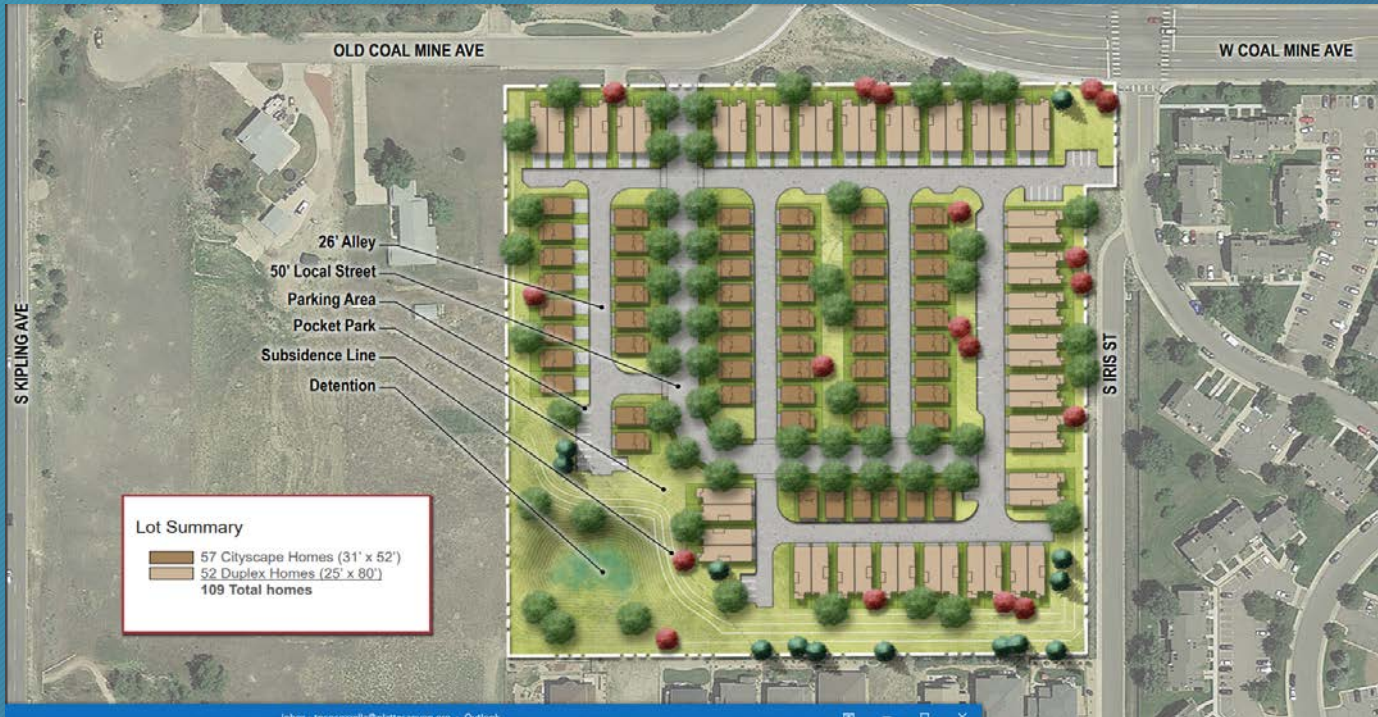 OLD COAL MINE AVE
W COAL MINE AVE
26' Alley
50' Local Street
Parking Area
Pocket Park
Subsidence Line
Detention
S KIPLING AVE
S IRIS ST
Lot Summary
57 Cityscape Homes (31' x 52')
52 Duplex Homes (25' x 80')
109 Total homes
Outlook